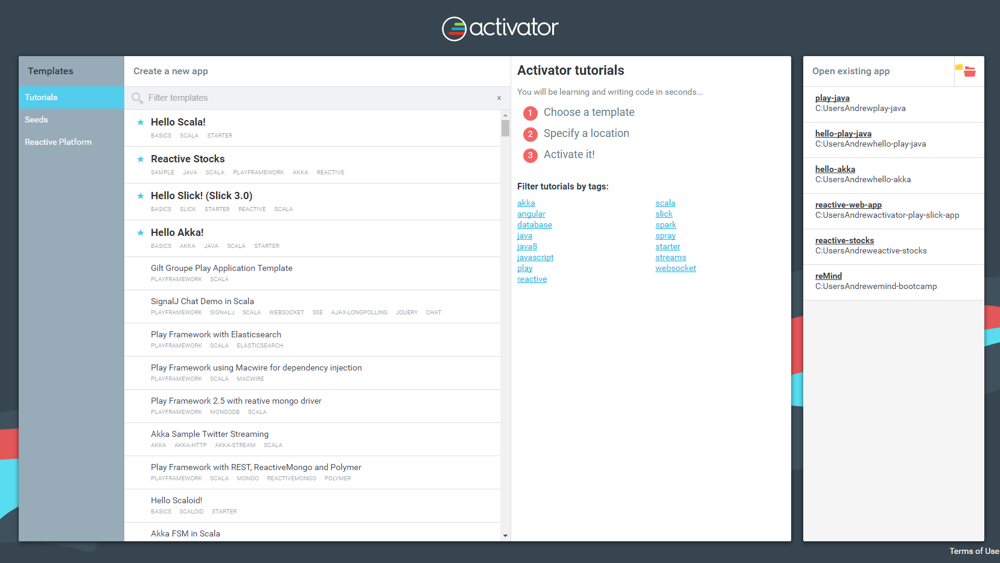 activator
Templates
Tutorials
Seeds
Reactive Platform
Create a new app
Filter templates
×
Hello Scala!
BASICS SCALA STARTER
Reactive Stocks
SAMPLE JAVA SCALA PLAYFRAMEWORK AKKA REACTIVE
Hello Slick! (Slick 3.0)
BASICS SLICK STARTER REACTIVE SCALA
Hello Akka!
BASICS AKKA JAVA SCALA STARTER
Gilt Groupe Play Application Template
PLAYFRAMEWORK SCALA
SignalJ Chat Demo in Scala
PLAYFRAMEWORK SIGNALJ SCALA WEBSOCKET SSE AJAX-LONGPOLLING JQUERY CHAT
Play Framework with Elasticsearch
PLAYFRAMEWORK SCALA ELASTICSEARCH
Play Framework using Macwire for dependency injection
PLAYFRAMEWORK SCALA MACWIRE
Play Framework 2.5 with reative mongo driver
PLAYFRAMEWORK MONGODB SCALA
Akka Sample Twitter Streaming
AKKA AKKA-HTTP AKKA-STREAM SCALA
Play Framework with REST, ReactiveMongo and Polymer
PLAYFRAMEWORK SCALA MONGO REACTIVEMONGO POLYMER
Hello Scaloid!
BASICS SCALOID STARTER
Akka FSM in Scala
Activator tutorials
You will be learning and writing code in seconds...
1 Choose a template
2 Specify a location
3 Activate it!
Filter tutorials by tags:
akka
angular
database
java
java8
javascript
play
reactive
scala
slick
spark
spray
starter
streams
websocket
Open existing app
play-java
C:UsersAndrewplay-java
hello-play-java
C:UsersAndrewhello-play-java
hello-akka
C:UsersAndrewhello-akka
reactive-web-app
C:UsersAndrewactivator-play-slick-app
reactive-stocks
C:UsersAndreweactive-stocks
reMind
C:UsersAndrewemind-bootcamp
Terms of Use